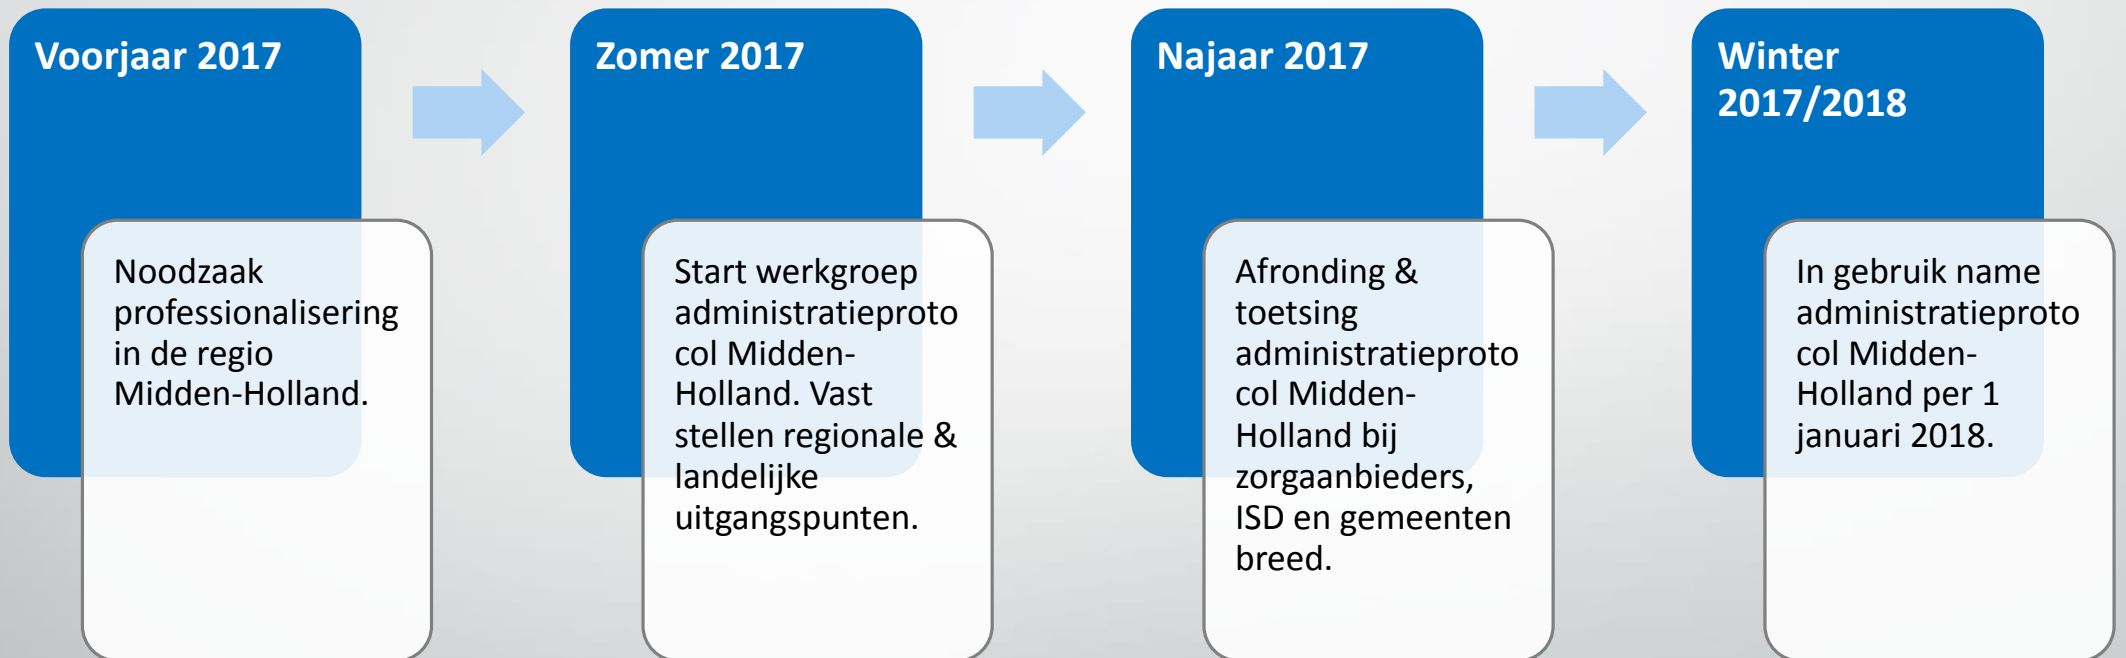 Voorjaar 2017
Noodzaak
professionalisering
in de regio
Midden-Holland.
Zomer 2017
Start werkgroep
administratieproto
col Midden-
Holland. Vast
stellen regionale &
landelijke
uitgangspunten.
Najaar 2017
Afronding &
toetsing
administratieproto
col Midden-
Holland bij
zorgaanbieders,
ISD en gemeenten
breed.
Winter
2017/2018
In gebruik name
administratieproto
col Midden-
Holland per 1
januari 2018.